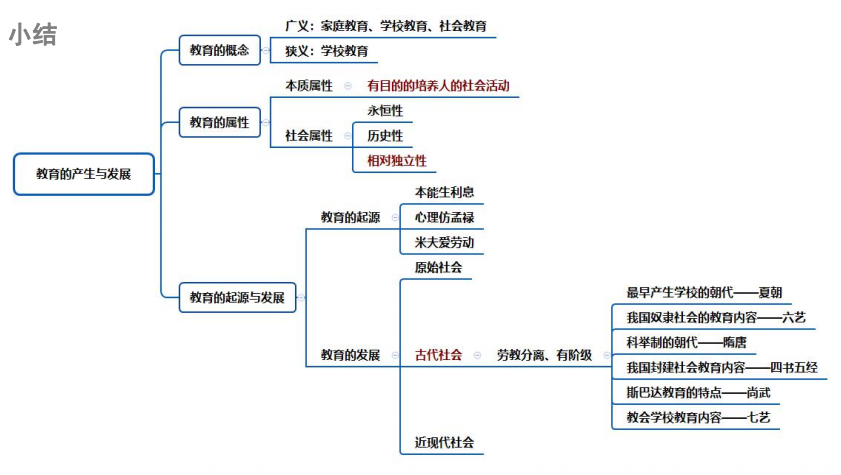 小结
教育的产生与发展
教育的概念
广义：家庭教育、学校教育、社会教育
狭义：学校教育
教育的属性
本质属性
有目的的培养人的社会活动
社会属性
永恒性
历史性
相对独立性
教育的起源与发展
教育的起源
本能生利息
心理仿孟禄
米夫爱劳动
教育的发展
原始社会
古代社会
劳教分离、有阶级
最早产生学校的朝代——夏朝
我国奴隶社会的教育内容——六艺
科举制的朝代——隋唐
我国封建社会教育内容——四书五经
斯巴达教育的特点——尚武
教会学校教育内容——七艺
近现代社会